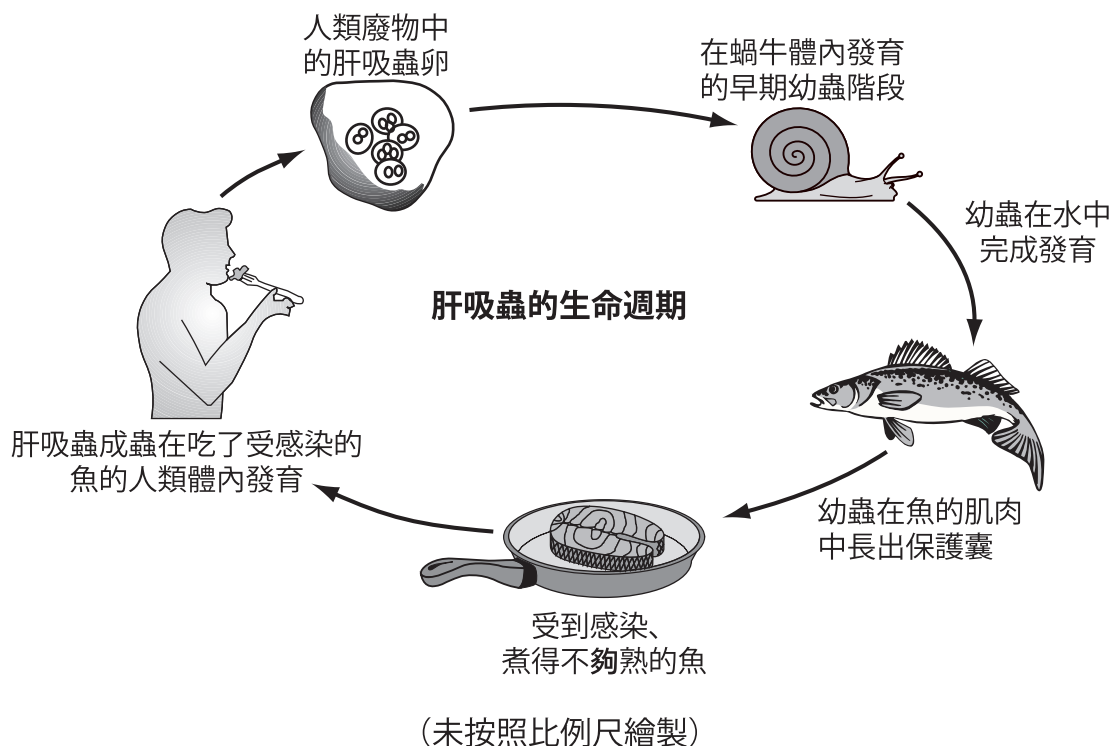 人類廢物中
的肝吸蟲卵
在蝸牛體內發育
的早期幼蟲階段
幼蟲在水中
完成發育
肝吸蟲的生命週期
肝吸蟲成蟲在吃了受感染的
魚的人類體內發育
幼蟲在魚的肌肉
中長出保護囊
受到感染、
煮得不夠熟的魚
（未按照比例尺繪製）